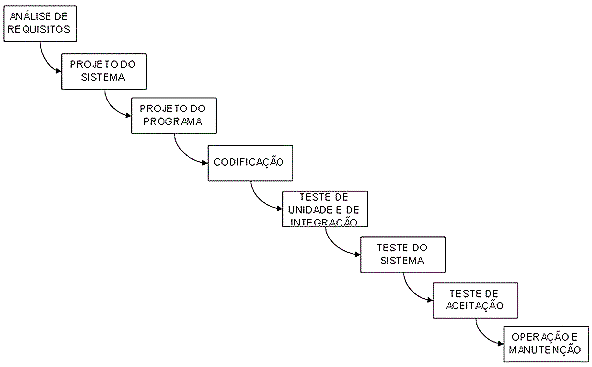 ANÁLISE DE
REQUISITOS
PROJETO DO
SISTEMA
PROJETO DO
PROGRAMA
CODIFICAÇÃO
TESTE DE
UNIDADE E DE
INTEGRAÇÃO
TESTE DO
SISTEMA
TESTE DE
ACEITAÇÃO
OPERAÇÃO E
MANUTENÇÃO